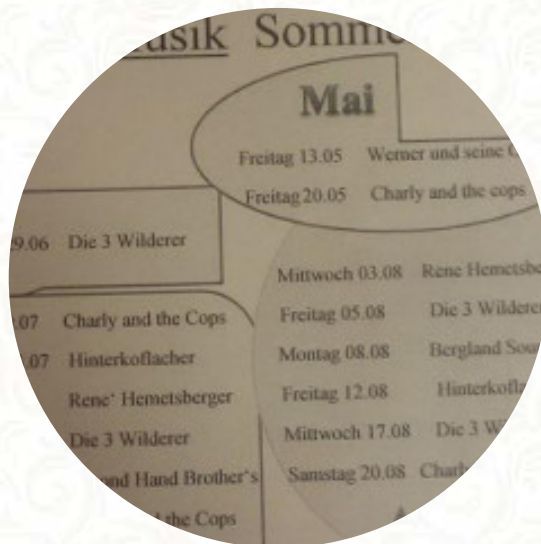 Somme
Mai
Freitag 13.05 Werner und seine
Freitag 20.05 Charly and the cops
9.06 Die 3 Wilderer
.07 Charly and the Cops
.07 Hinterkoflacher
Rene' Hemetsberger
Die 3 Wilderer
and Hand Brother's
the Cops
Mittwoch 03.08 Rene Hemetsbe
Freitag 05.08 Die 3 Wilderer
Montag 08.08 Bergland Sou
Freitag 12.08 Hinterkofla
Mittwoch 17.08 Die 3 W
Samstag 20.08 Charl